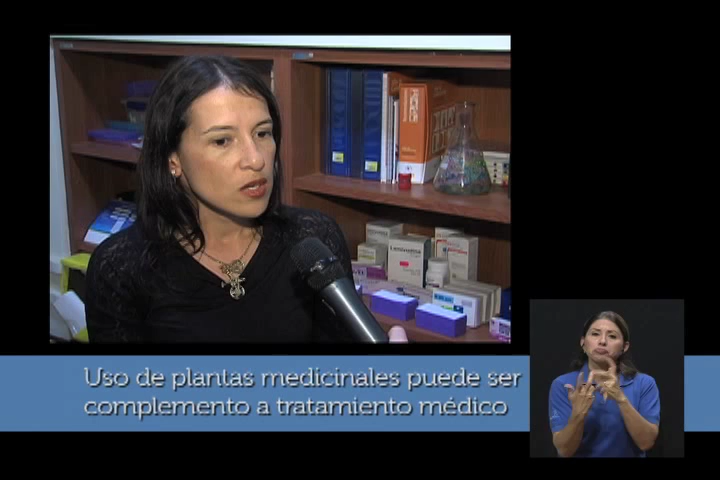 Uso de plantas medicinales puede ser
complemento a tratamiento médico